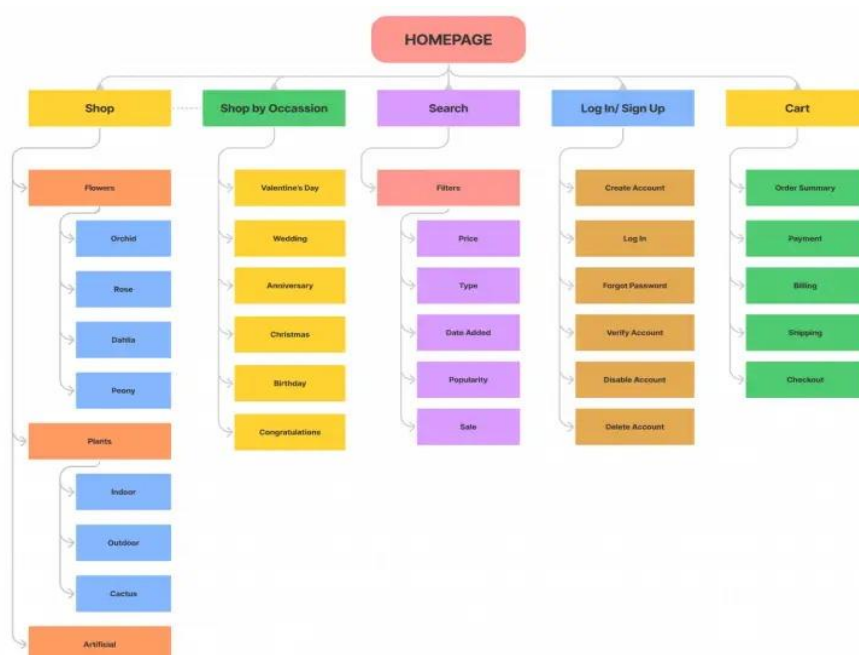 HOMEPAGE
Shop
Shop by Occassion
Search
Log In/ Sign Up
Cart
Flowers
Orchid
Rose
Dahlia
Peony
Plants
Indoor
Outdoor
Cactus
Artificial
Valentine's Day
Wedding
Anniversary
Christmas
Birthday
Congratulations
Filters
Price
Type
Date Added
Popularity
Sale
Create Account
Log In
Forgot Password
Verify Account
Disable Account
Delete Account
Order Summary
Payment
Billing
Shipping
Checkout